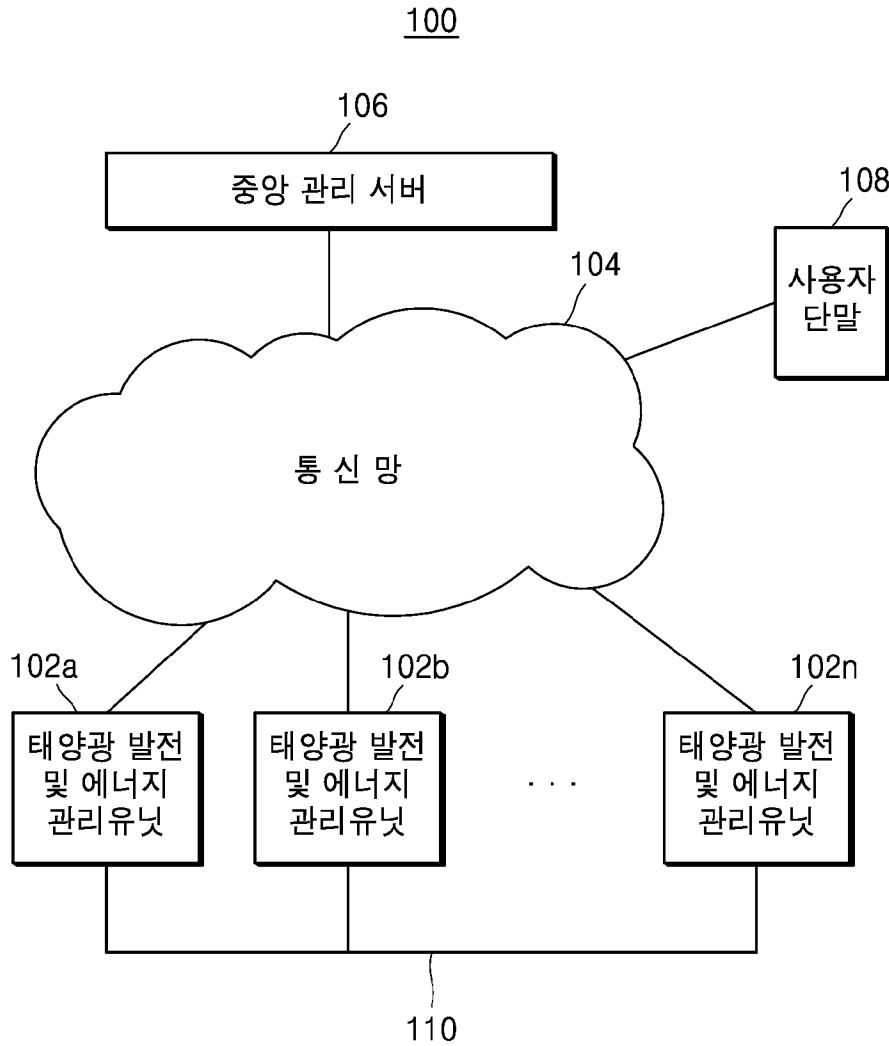 100
106
중앙 관리 서버
108
사용자
단말
104
통 신 망
102a
태양광 발전
및 에너지
관리유닛
102b
태양광 발전
및 에너지
관리유닛
. . .
102n
태양광 발전
및 에너지
관리유닛
110